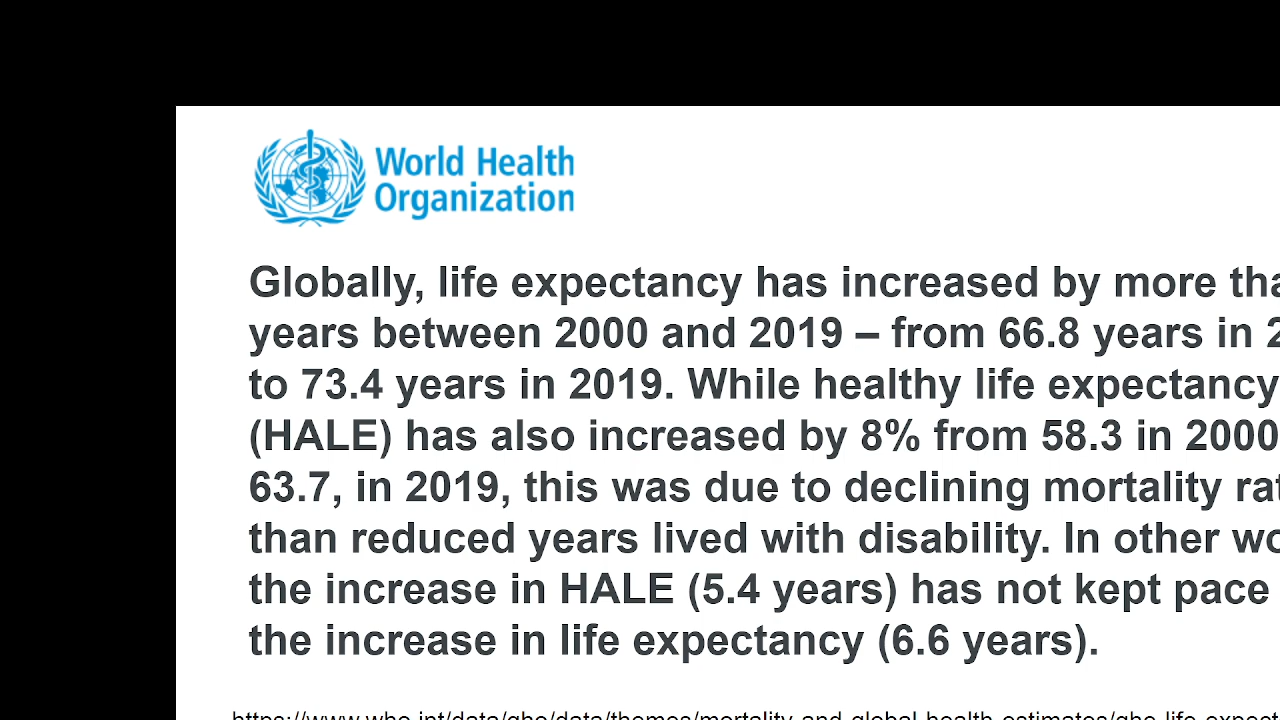 World Health
Organization
Globally, life expectancy has increased by more
years between 2000 and 2019 – from 66.8 years in
to 73.4 years in 2019. While healthy life expectancy
(HALE) has also increased by 8% from 58.3 in 2000
63.7, in 2019, this was due to declining mortality
than reduced years lived with disability. In other
the increase in HALE (5.4 years) has not kept pace
the increase in life expectancy (6.6 years).